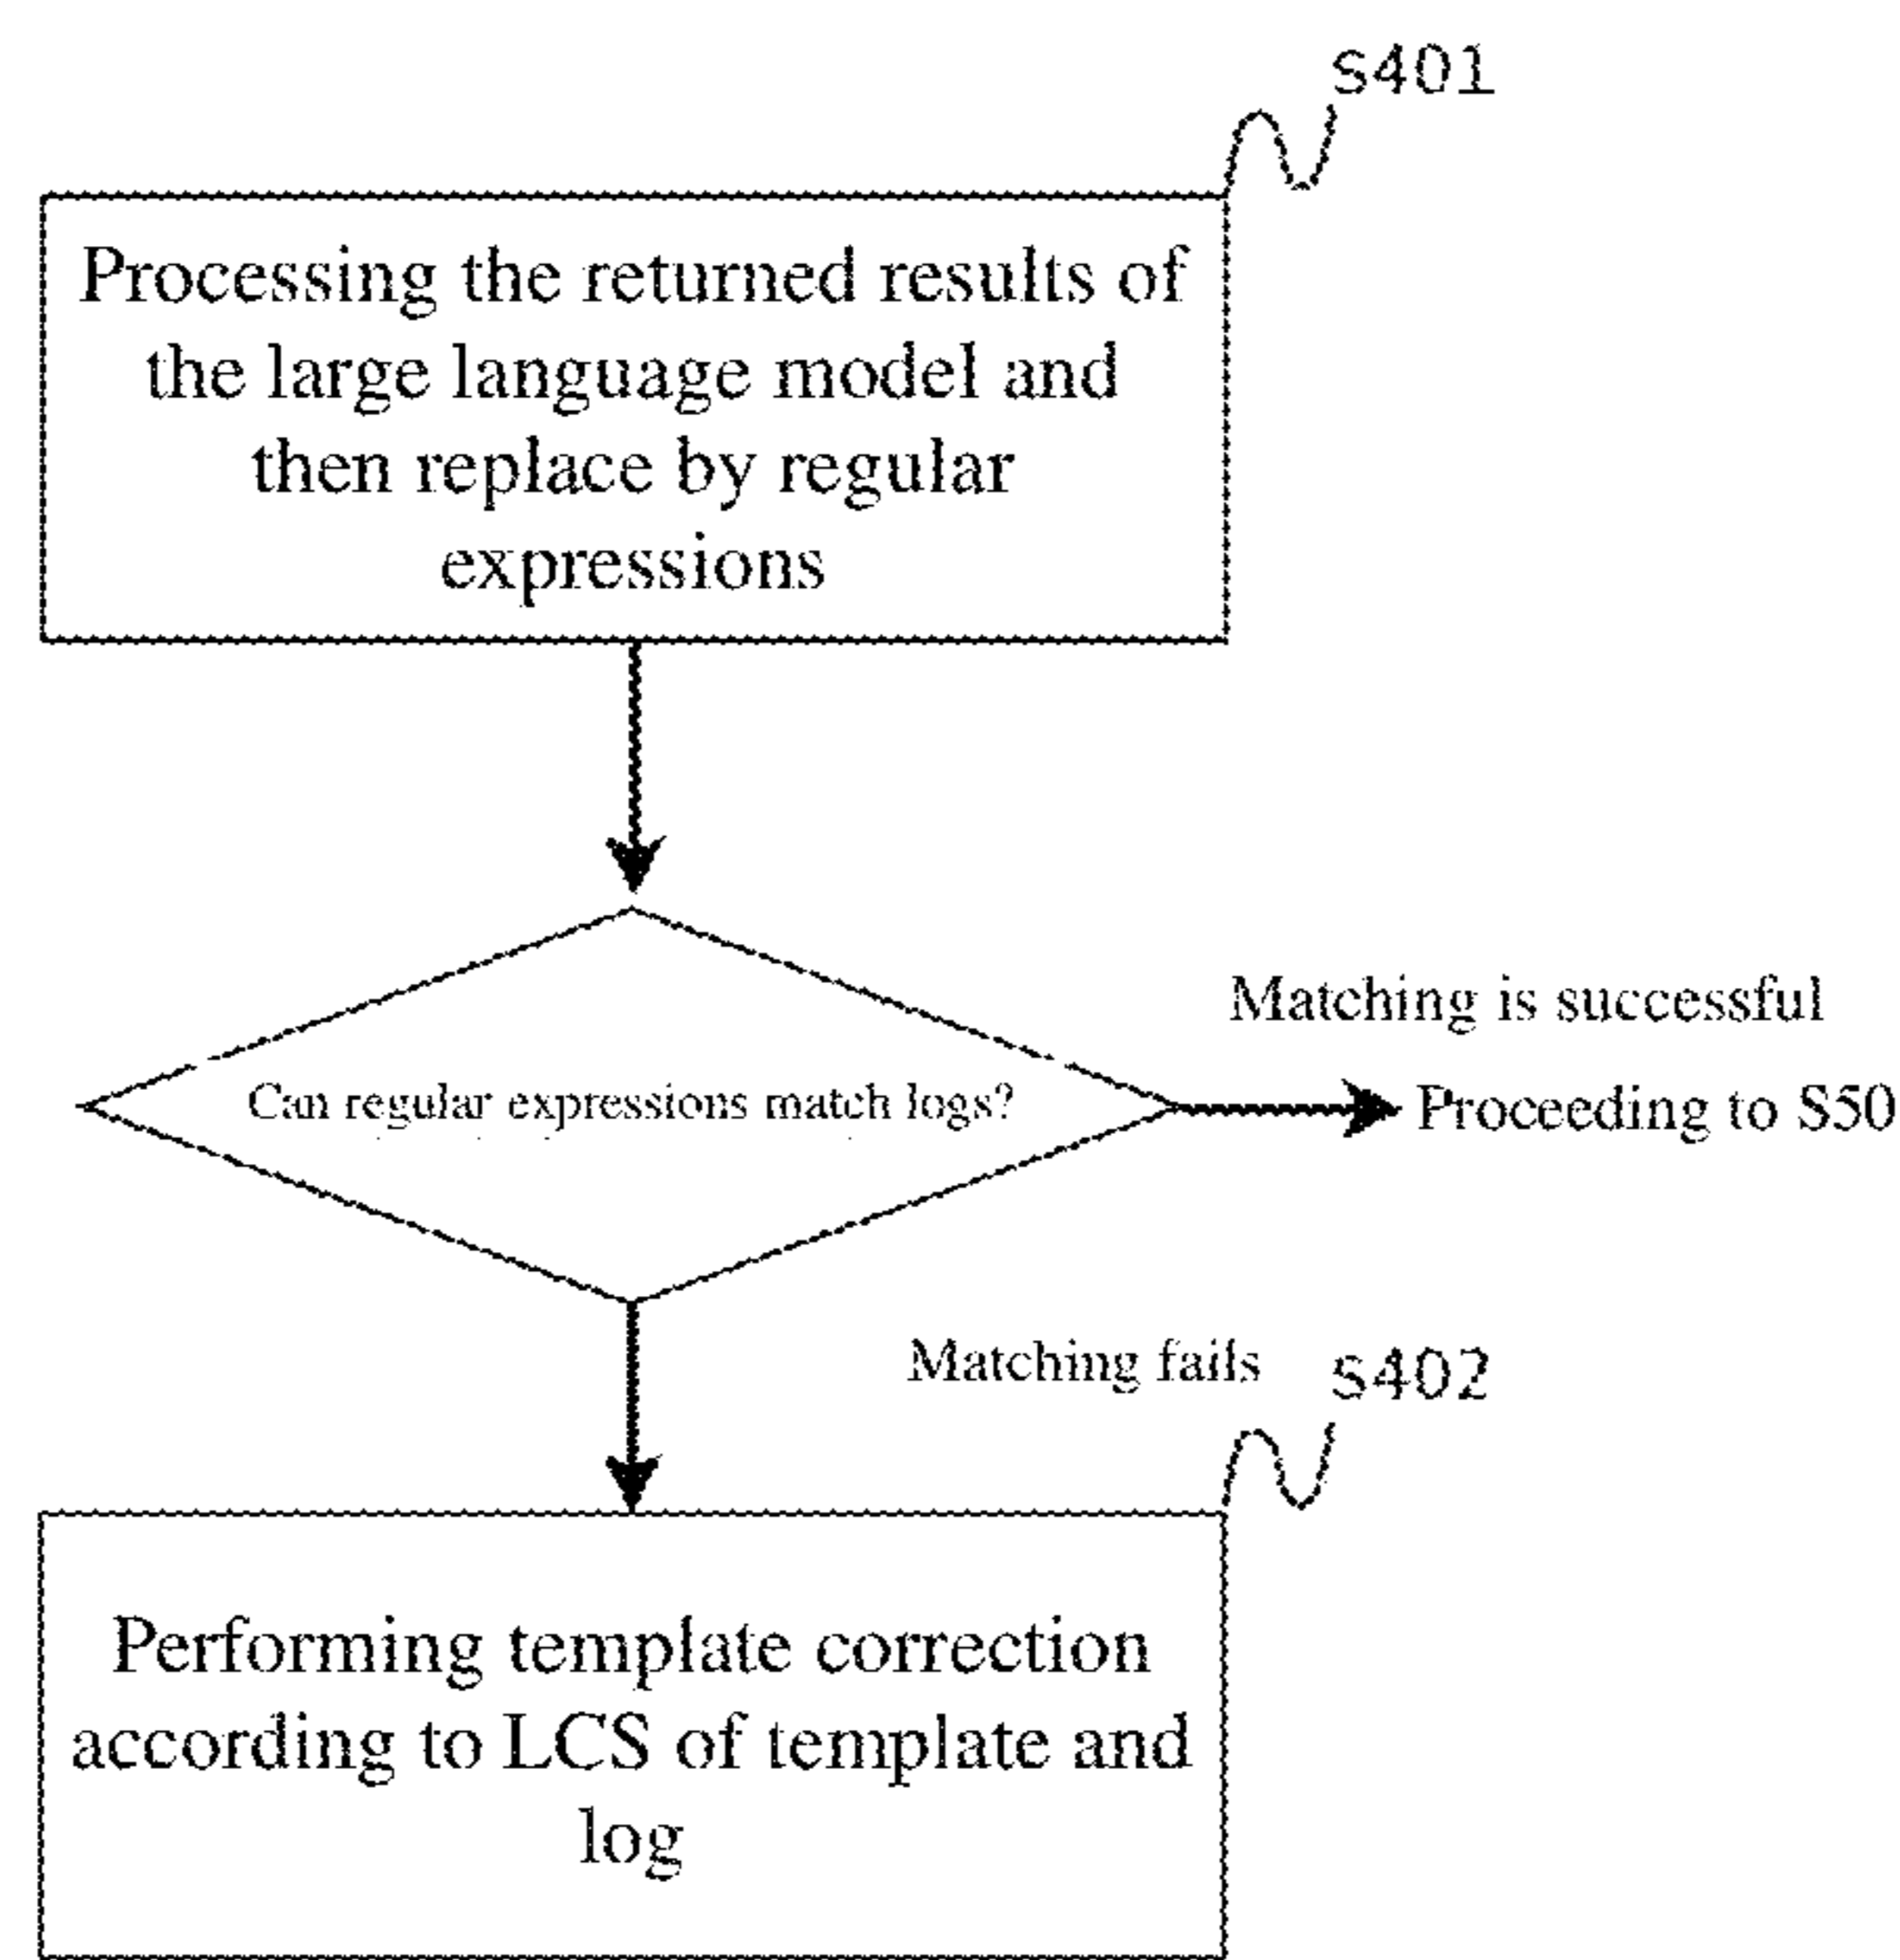 S401
Processing the returned results of
the large language model and
then replace by regular
expressions
Matching is successful
Can regular expressions match logs?
Proceeding to S50
Matching fails
S402
Performing template correction
according to LCS of template and
log